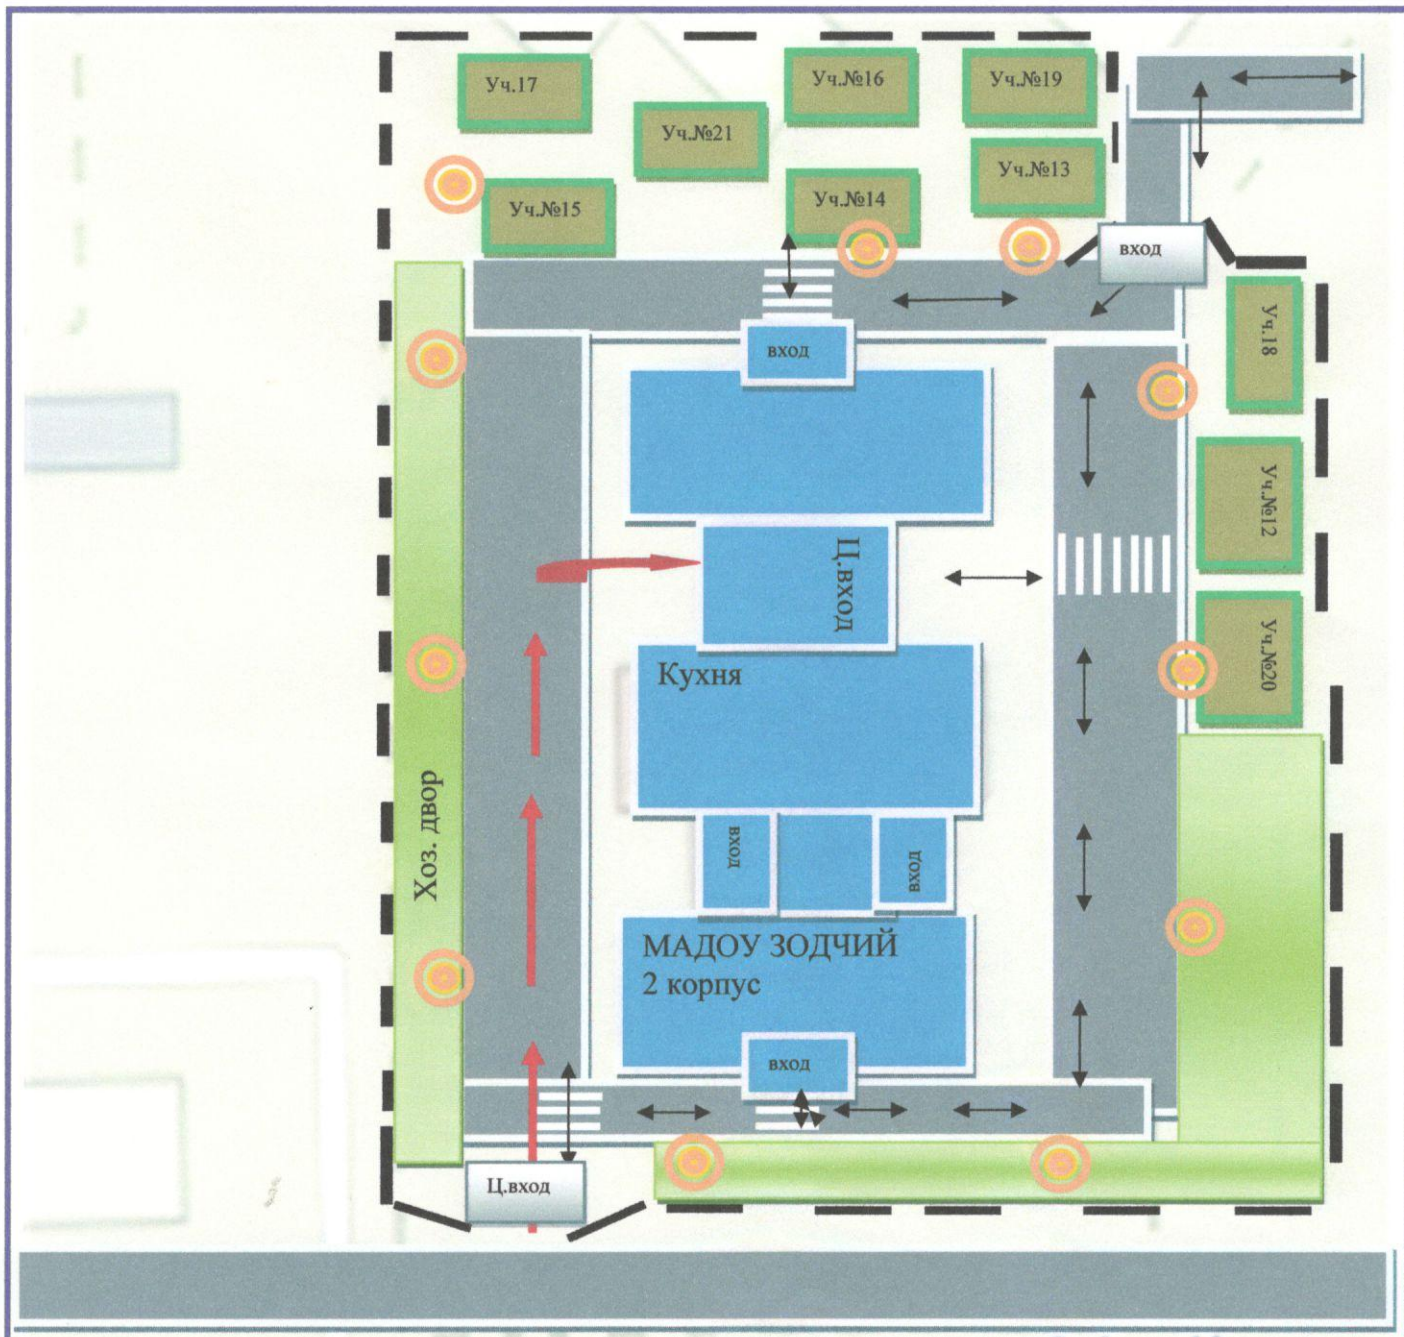 Уч.17
Уч.№16
Уч.№19
Уч.№21
Уч.№13
Уч.№15
Уч.№14
вход
вход
Уч.18
Уч.№12
Ц.вход
Уч.№20
Кухня
Хоз. двор
вход
вход
МАДОУ ЗОДЧИЙ
2 корпус
вход
Ц.вход